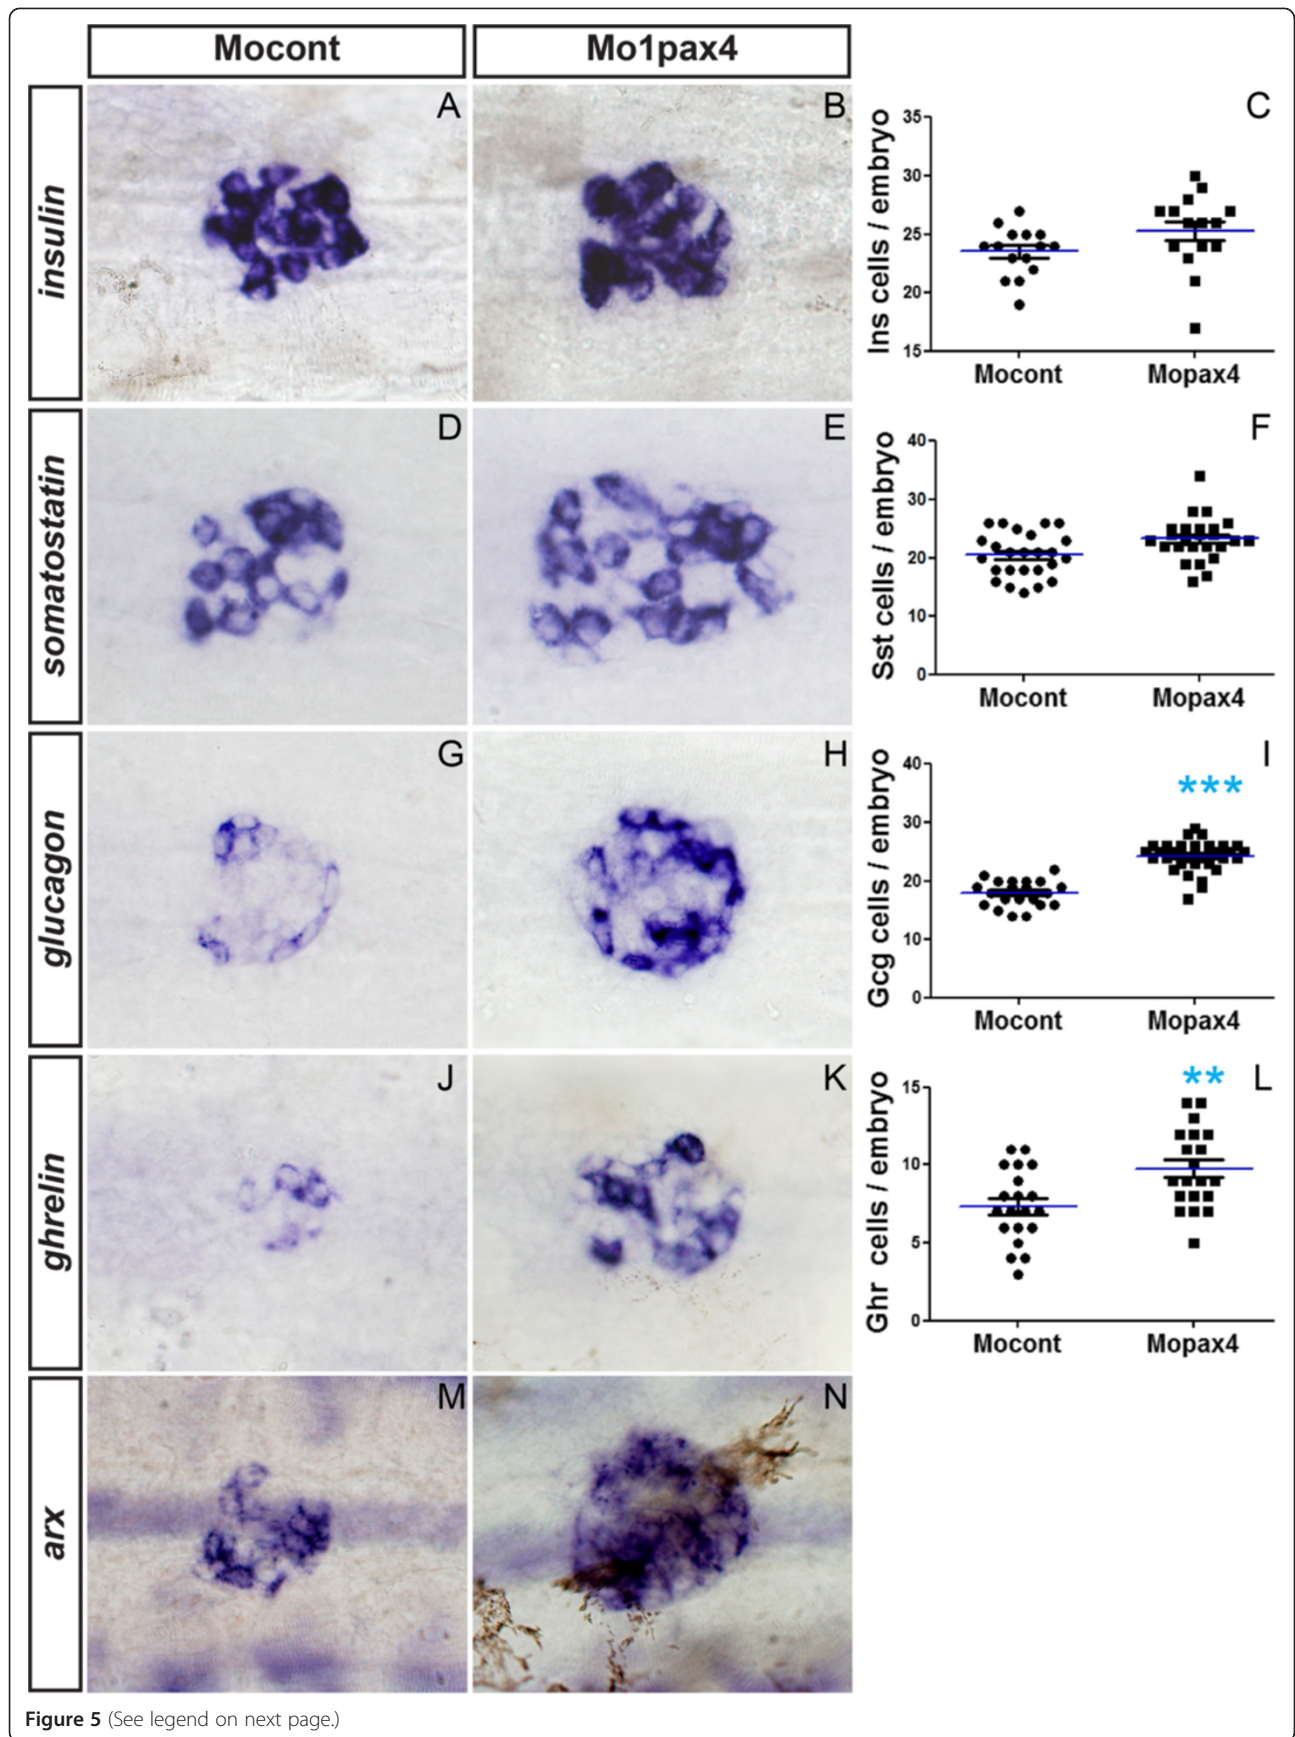 Mocont
Mo1pax4
insulin
A
B
C
Ins cells / embryo
35
30
25
20
15
Mocont Mopax4
somatostatin
D
E
F
Sst cells / embryo
40
30
20
10
0
Mocont Mopax4
glucagon
G
H
I
Gcg cells / embryo
40
30
20
10
0
***
Mocont Mopax4
ghrelin
J
K
L
Ghr cells / embryo
15
10
5
0
**
Mocont Mopax4
arx
M
N
Figure 5 (See legend on next page.)